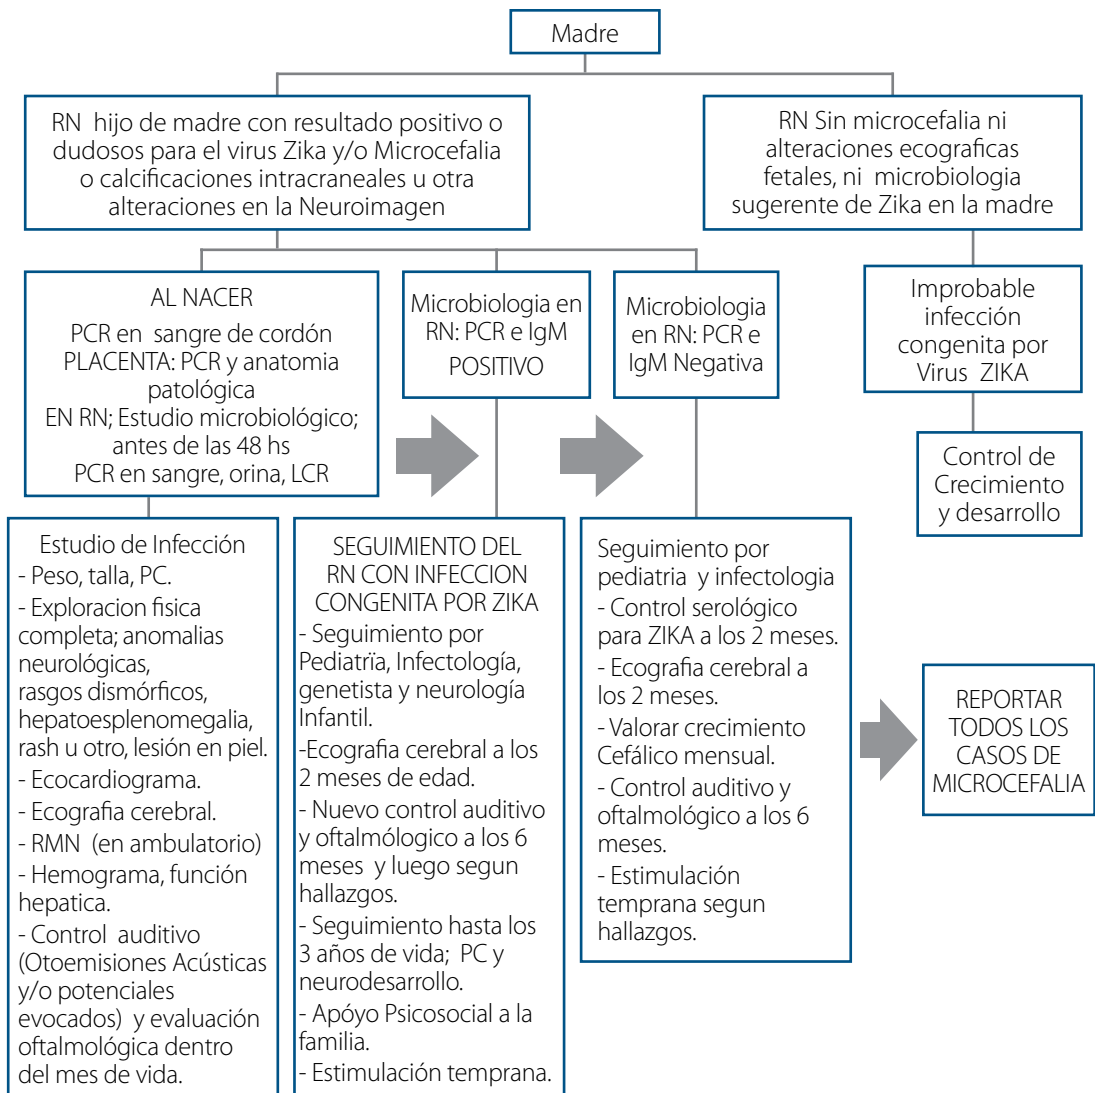 Madre
RN hijo de madre con resultado positivo o
dudosos para el virus Zika y/o Microcefalia
o calcificaciones intracraneales u otra
alteraciones en la Neuroimagen
RN Sin microcefalia ni
alteraciones ecograficas
fetales, ni microbiologia
sugerente de Zika en la madre
AL NACER
PCR en sangre de cordón
PLACENTA: PCR y anatomia
patológica
EN RN; Estudio microbiológico;
antes de las 48 hs
PCR en sangre, orina, LCR
Microbiologia en
RN: PCR e IgM
POSITIVO
Microbiologia
en RN: PCR e
IgM Negativa
Improbable
infección
congenita por
Virus ZIKA
Control de
Crecimiento
y desarrollo
Estudio de Infección
- Peso, talla, PC.
- Exploracion fisica
completa; anomalias
neurológicas,
rasgos dismórficos,
hepatoesplenomegalia,
rash u otro, lesión en piel.
- Ecocardiograma.
- Ecografia cerebral.
- RMN (en ambulatorio)
- Hemograma, función
hepatica.
- Control auditivo
(Otoemisiones Acústicas
y/o potenciales
evocados) y evaluación
oftalmológica dentro
del mes de vida.
SEGUIMIENTO DEL
RN CON INFECCION
CONGENITA POR ZIKA
- Seguimiento por
Pediatrïa, Infectología,
genetista y neurología
Infantil.
-Ecografia cerebral a los
2 meses de edad.
- Nuevo control auditivo
y oftalmólogico a los 6
meses y luego segun
hallazgos.
- Seguimiento hasta los
3 años de vida; PC y
neurodesarrollo.
- Apóyo Psicosocial a la
familia.
- Estimulación temprana.
Seguimiento por
pediatria y infectologia
- Control serológico
para ZIKA a los 2 meses.
- Ecografia cerebral a
los 2 meses.
- Valorar crecimiento
Cefálico mensual.
- Control auditivo y
oftalmológico a los 6
meses.
- Estimulación
temprana segun
hallazgos.
REPORTAR
TODOS LOS
CASOS DE
MICROCEFALIA